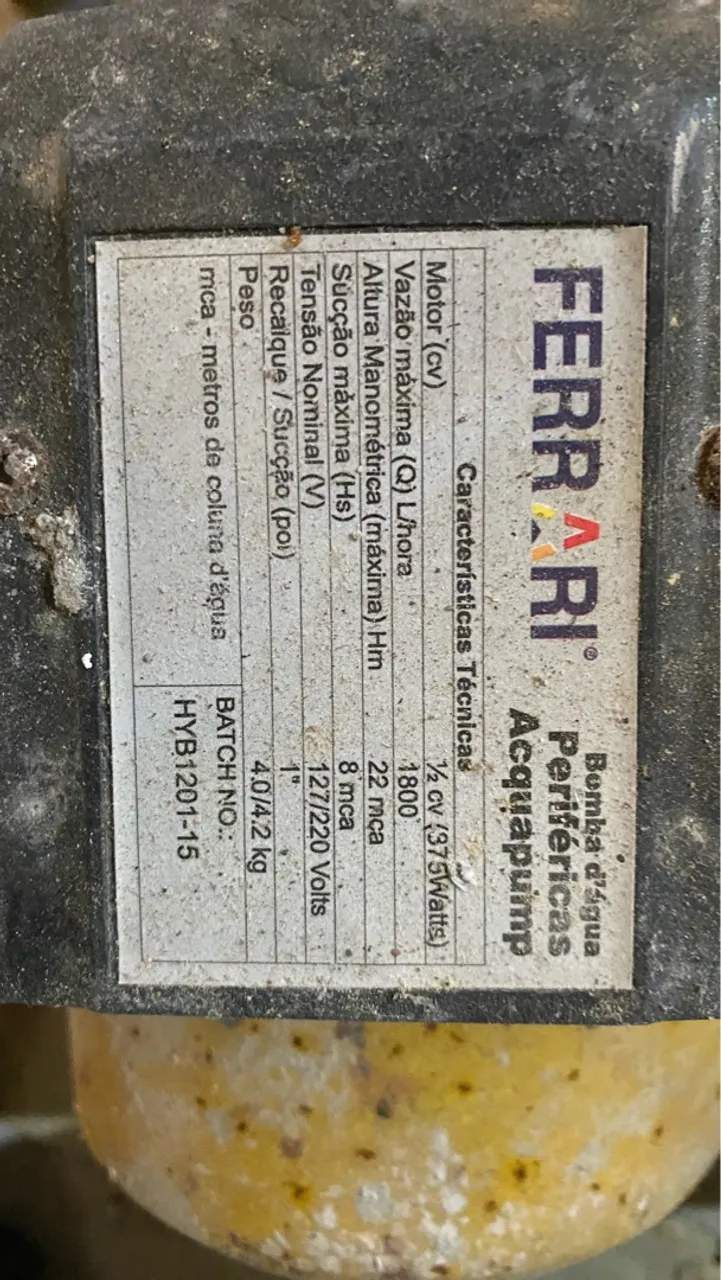 FERRARI®
Bomba d'água
Periféricas
Acquapump
Características Técnicas
Motor (cv) ½ cv (375Watts)
Vazão máxima (Q) L/hora 1800
Altura Manométrica (máxima) Hm 22 mca
Sucção máxima (Hs) 8 mca
Tensão Nominal (V) 127/220 Volts
Recalque / Sucção (pol) 1"
Peso 4.0/4.2 kg
mca - metros de coluna d'água
BATCH NO.:
HYB1201-15